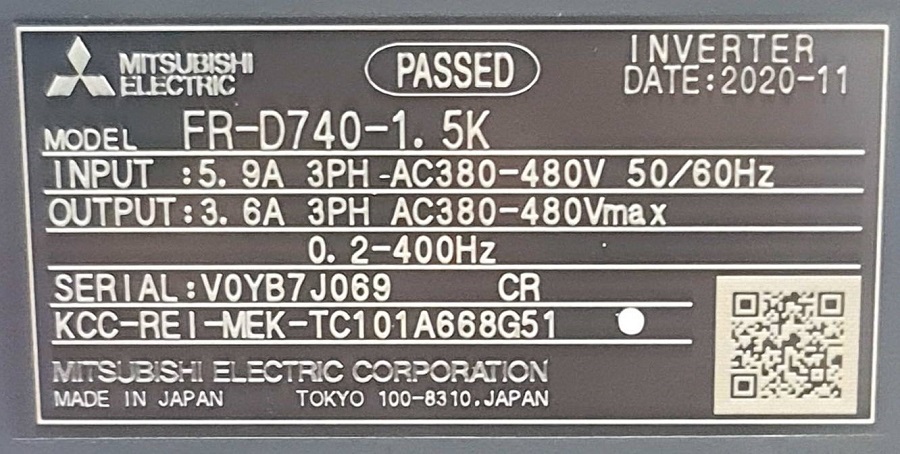 MITSUBISHI
ELECTRIC
PASSED
INVERTER
DATE:2020-11
MODEL FR-D740-1.5K
INPUT :5.9A 3PH AC380-480V 50/60Hz
OUTPUT:3.6A 3PH AC380-480Vmax
0.2-400Hz
SERIAL:V0YB7J069 CR
KCC-REI-MEK-TC101A668G51
MITSUBISHI ELECTRIC CORPORATION
MADE IN JAPAN TOKYO 100-8310,JAPAN